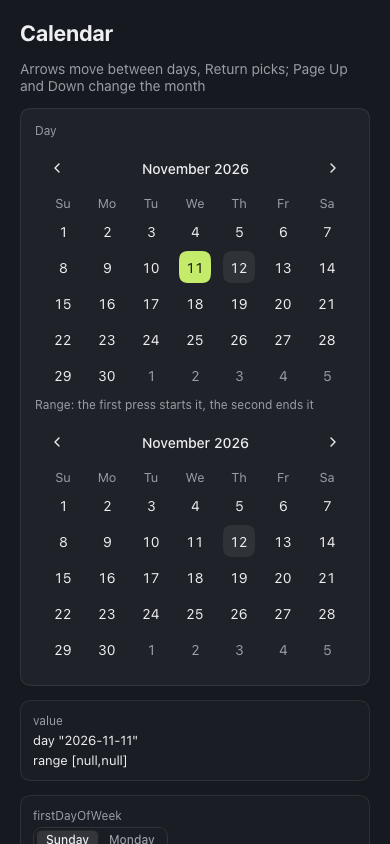 Calendar
Arrows move between days, Return picks; Page Up
and Down change the month
Day
November 2026
Su Mo Tu We Th Fr Sa
1 2 3 4 5 6 7
8 9 10 11 12 13 14
15 16 17 18 19 20 21
22 23 24 25 26 27 28
29 30 1 2 3 4 5
Range: the first press starts it, the second ends it
November 2026
Su Mo Tu We Th Fr Sa
1 2 3 4 5 6 7
8 9 10 11 12 13 14
15 16 17 18 19 20 21
22 23 24 25 26 27 28
29 30 1 2 3 4 5
value
day "2026-11-11"
range [null,null]
firstDayOfWeek
Sunday Monday